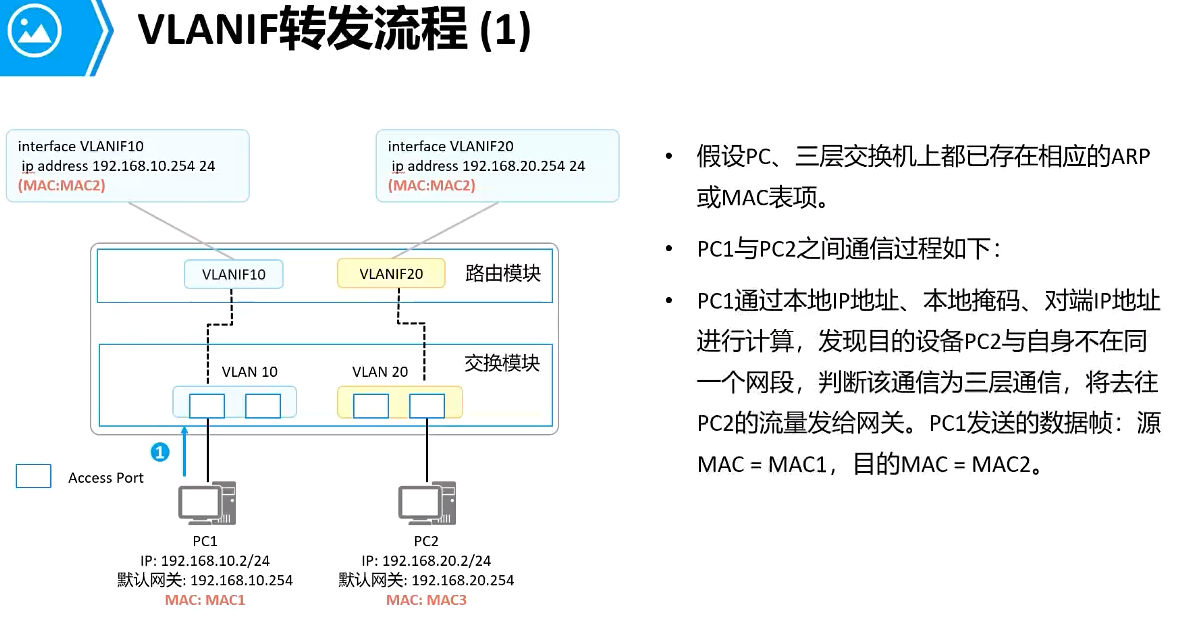 VLANIF转发流程 (1)
interface VLANIF10
ip address 192.168.10.254 24
(MAC:MAC2)
interface VLANIF20
ip address 192.168.20.254 24
(MAC:MAC2)
VLANIF10
VLANIF20
路由模块
VLAN 10
VLAN 20
交换模块
1
Access Port
PC1
IP: 192.168.10.2/24
默认网关: 192.168.10.254
MAC: MAC1
PC2
IP: 192.168.20.2/24
默认网关: 192.168.20.254
MAC: MAC3
• 假设PC、三层交换机上都已存在相应的ARP
或MAC表项。
• PC1与PC2之间通信过程如下：
• PC1通过本地IP地址、本地掩码、对端IP地址
进行计算，发现目的设备PC2与自身不在同
一个网段，判断该通信为三层通信，将去往
PC2的流量发给网关。PC1发送的数据帧：源
MAC = MAC1，目的MAC = MAC2。